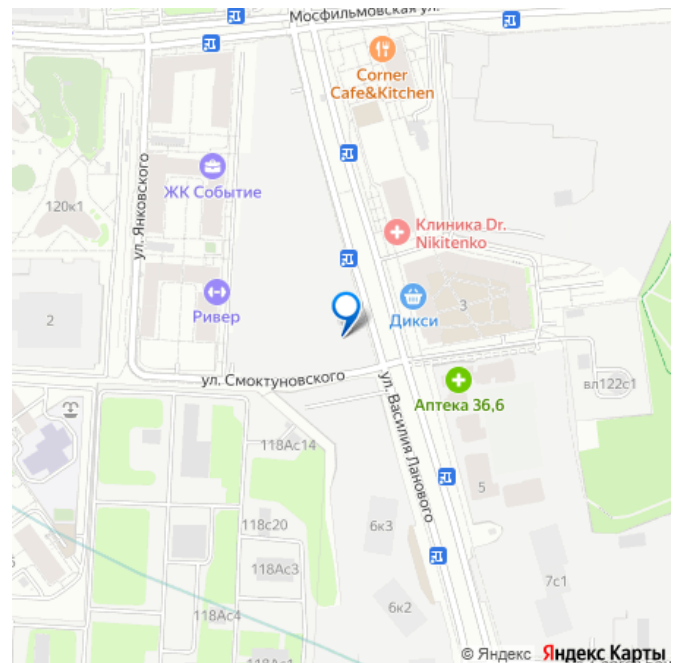 Мосфильмовская ул.
Corner
Cafe&Kitchen
ул. Янковского
ЖК Событие
120к1
Клиника Dr.
Nikitenko
2
Ривер
Дикси
3
ул. Смоктуновского
ул. Василия Ланового
Аптека 36,6
вл122с1
118Ас14
5
118с20
6к3
118Ас3
7с1
6к2
118Ас4
118Ас1
© Яндекс Яндекс Карты